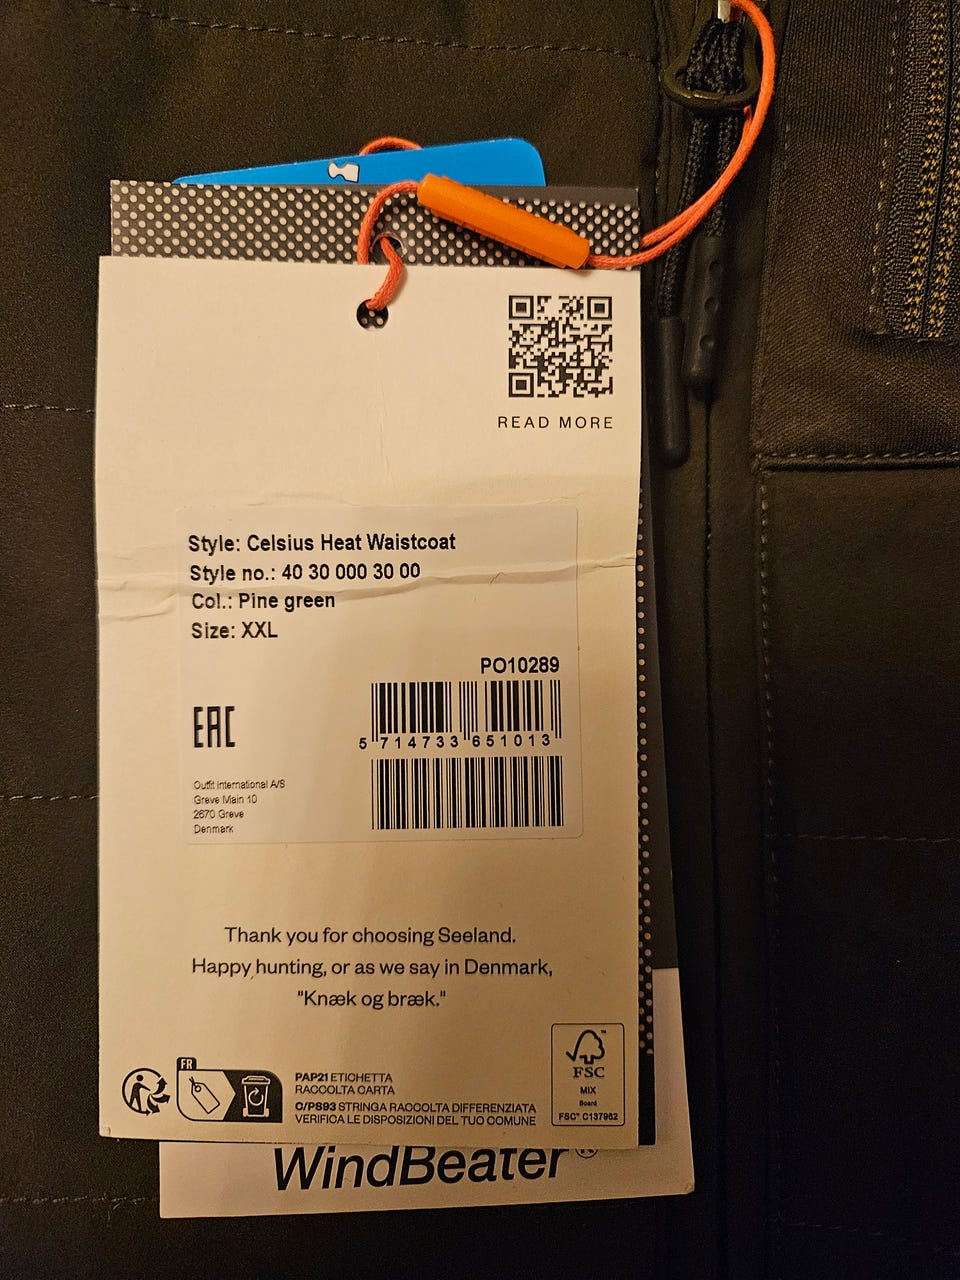 READ MORE
Style: Celsius Heat Waistcoat
Style no.: 40 30 000 30 00
Col.: Pine green
Size: XXL
PO10289
EAC
5 714733 651013
Outfit International A/S
Greve Main 10
2670 Greve
Denmark
Thank you for choosing Seeland.
Happy hunting, or as we say in Denmark,
"Knæk og bræk."
FR
PAP21 ETICHETTA
RACCOLTA CARTA
C/PS93 STRINGA RACCOLTA DIFFERENZIATA
VERIFICA LE DISPOSIZIONI DEL TUO COMUNE
FSC™
MIX
Board
FSC® C137962
WindBeater®